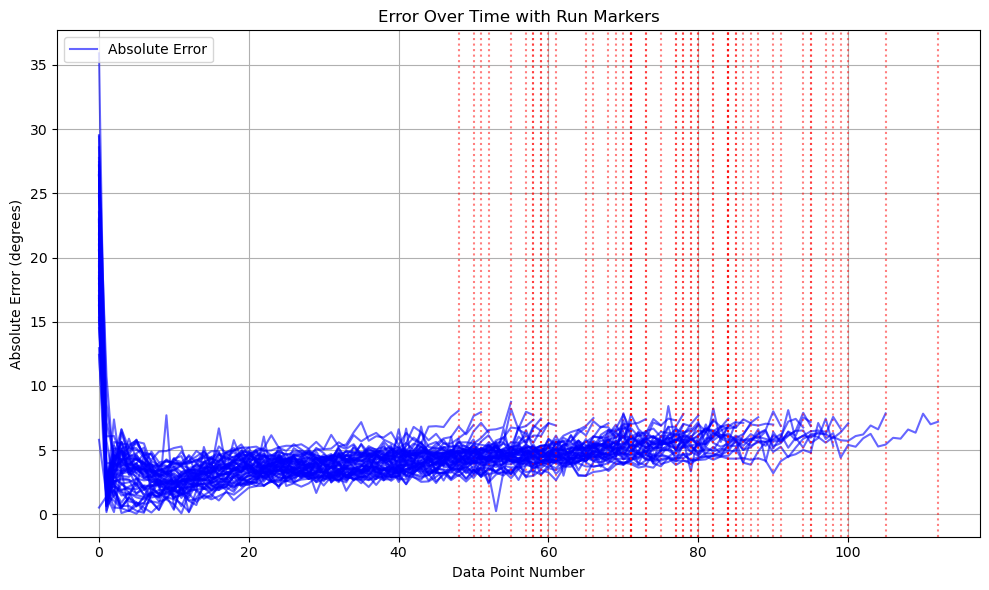 Error Over Time with Run Markers
Absolute Error
Absolute Error (degrees)
35
30
25
20
15
10
5
0
0 20 40 60 80 100
Data Point Number